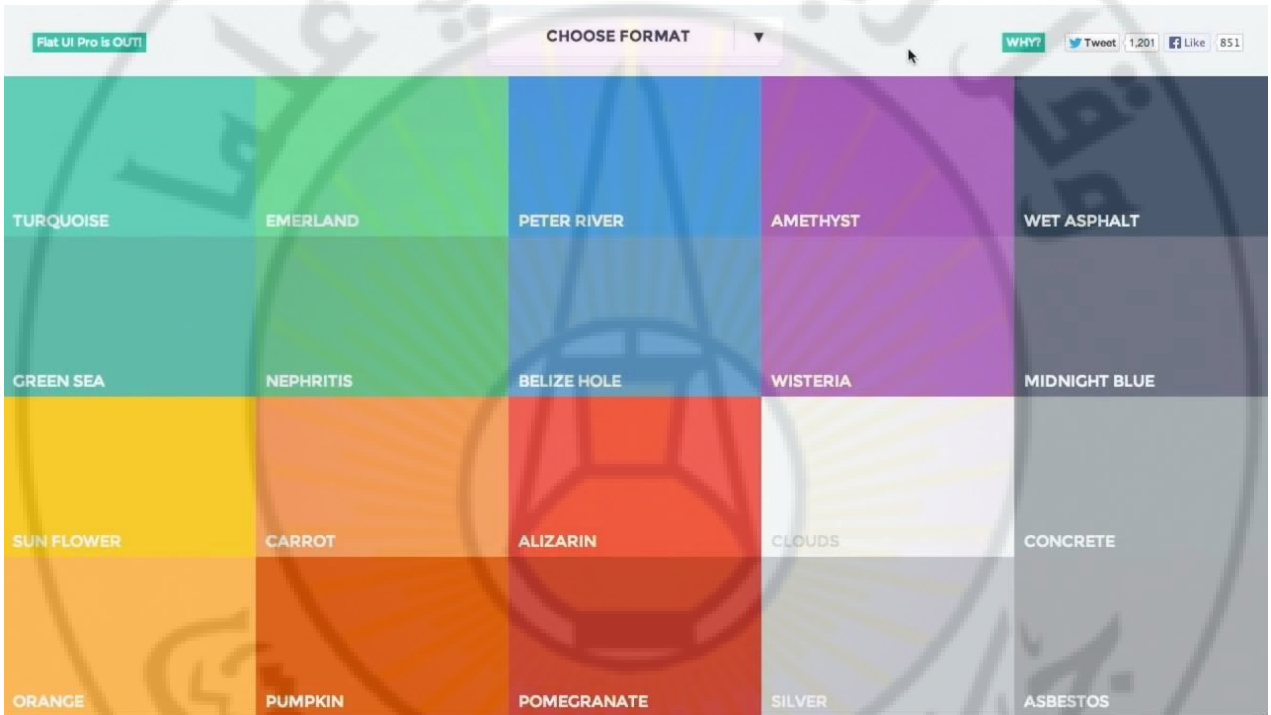 Flat UI Pro is OUT!
CHOOSE FORMAT ▼
WHY? Tweet 1,201 Like 851
TURQUOISE EMERLAND PETER RIVER AMETHYST WET ASPHALT
GREEN SEA NEPHRITIS BELIZE HOLE WISTERIA MIDNIGHT BLUE
SUN FLOWER CARROT ALIZARIN CLOUDS CONCRETE
ORANGE PUMPKIN POMEGRANATE SILVER ASBESTOS